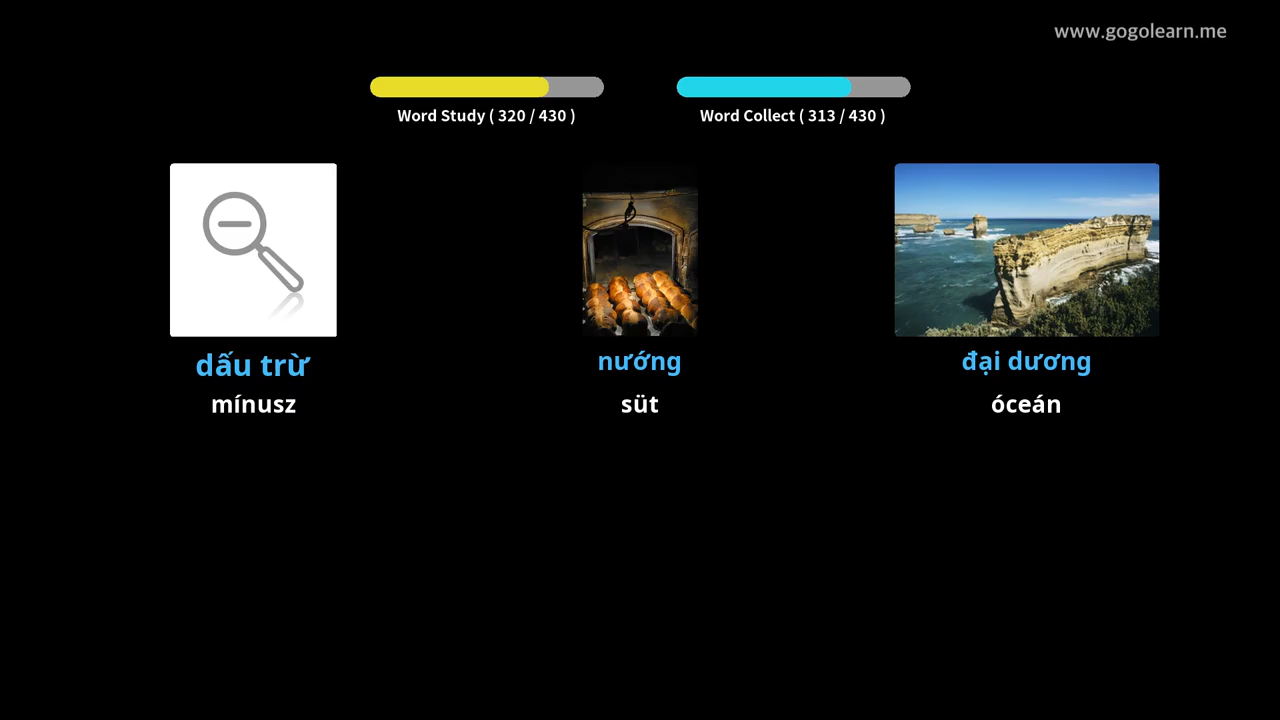 www.gogolearn.me
Word Study ( 320 / 430 )
Word Collect ( 313 / 430 )
dấu trừ
nướng
đại dương
mínusz
süt
óceán